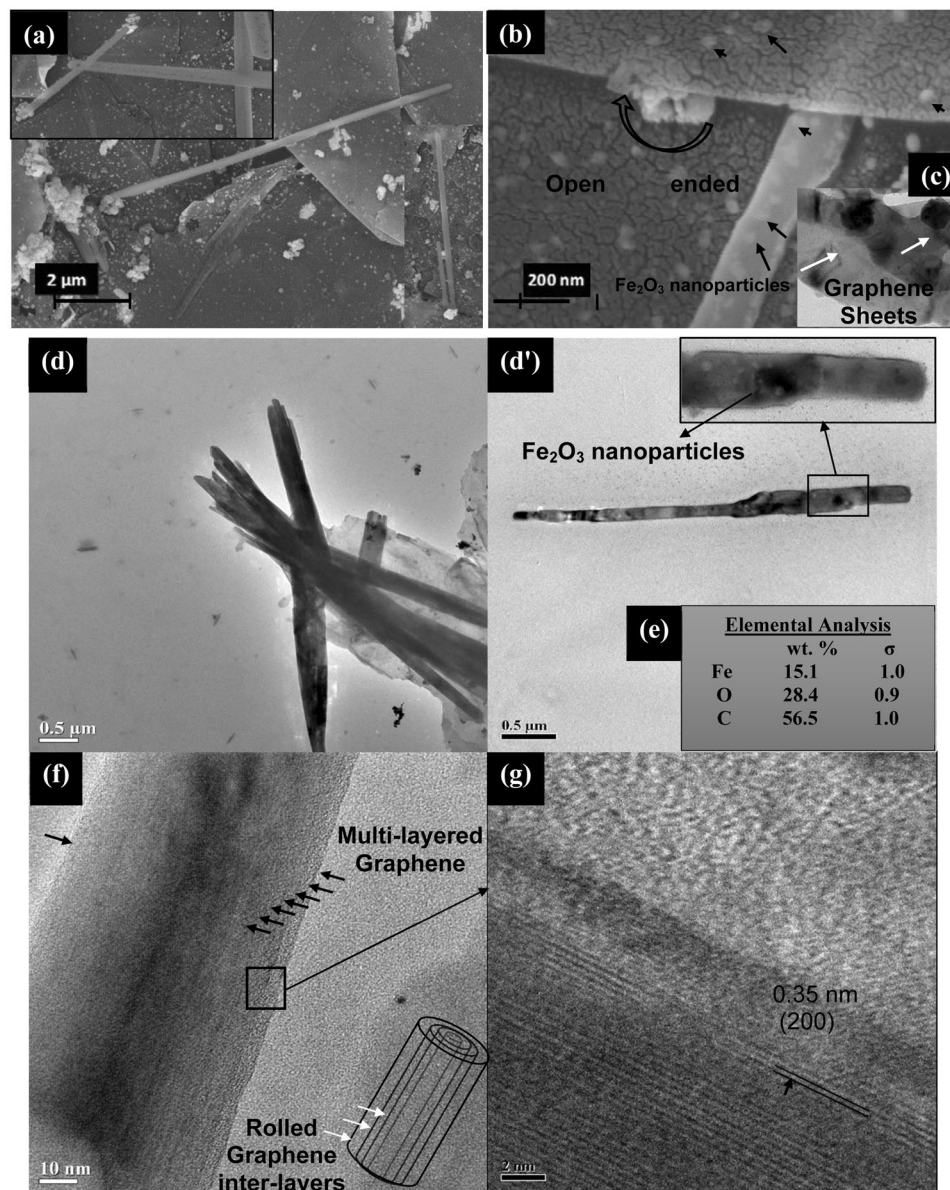 (a)
2 µm
(b)
Open ended
Fe₂O₃ nanoparticles
200 nm
(c)
Graphene
Sheets
(d)
0.5 µm
(d')
Fe₂O₃ nanoparticles
0.5 µm
(e)
Elemental Analysis
wt. % σ
Fe 15.1 1.0
O 28.4 0.9
C 56.5 1.0
(f)
Multi-layered
Graphene
Rolled
Graphene
inter-layers
10 nm
(g)
0.35 nm
(200)
2 nm